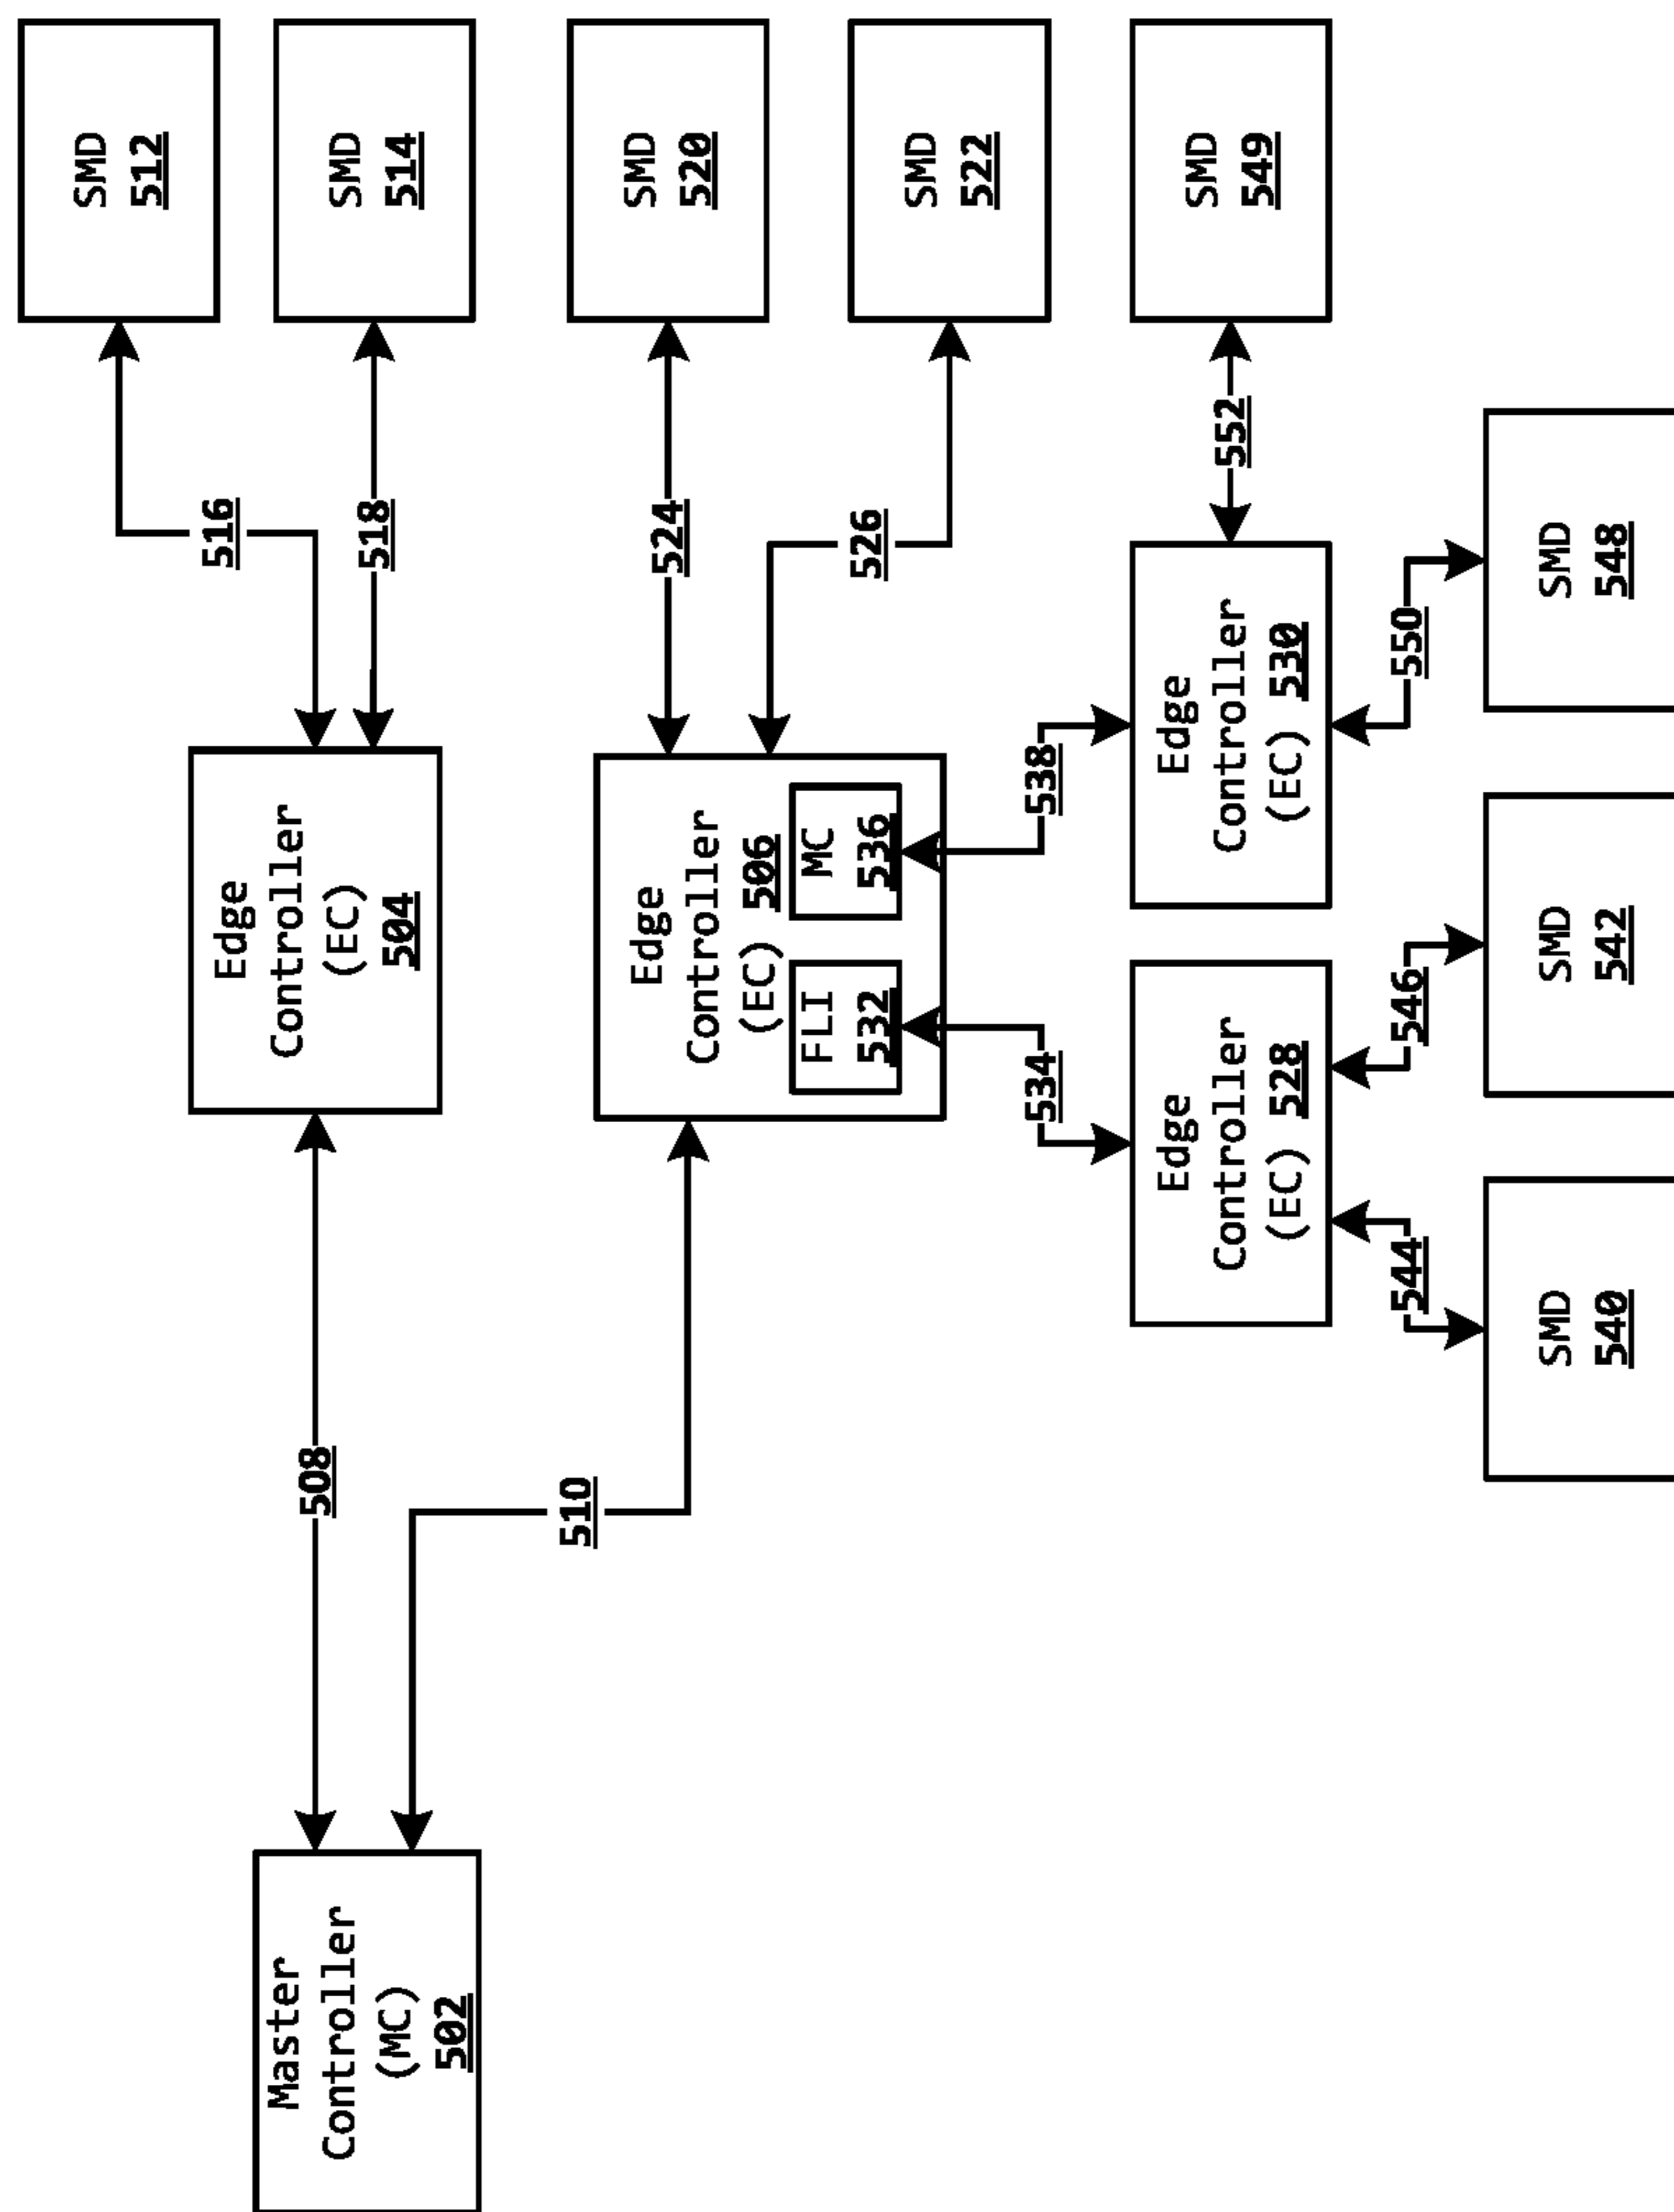 SMD
512
SMD
514
SMD
520
SMD
522
SMD
549
516
518
524
526
552
Edge
Controller
(EC)
504
Edge
Controller
(EC) 506
FLI
532
MC
536
538
534
Edge
Controller
(EC) 530
Edge
Controller
(EC) 528
550
546
544
SMD
548
SMD
542
SMD
540
508
510
Master
Controller
(MC)
502